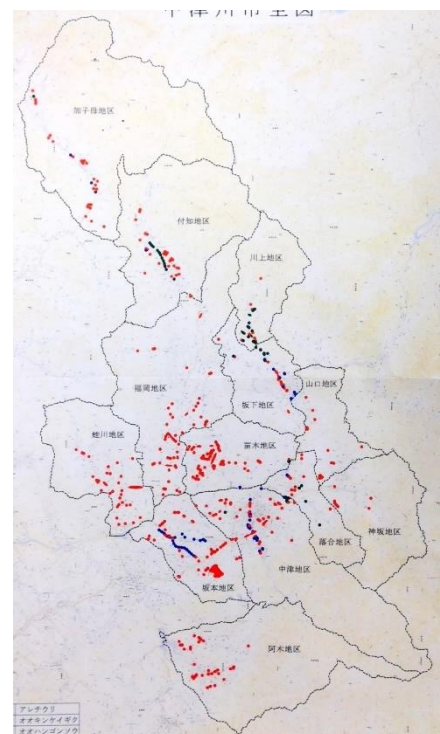 中津川市全図
加子母地区
付知地区
川上地区
山口地区
福岡地区
坂下地区
蛭川地区
苗木地区
神坂地区
落合地区
中津地区
坂本地区
阿木地区
アレチウリ
オオキンケイギク
オオハンゴンソウ